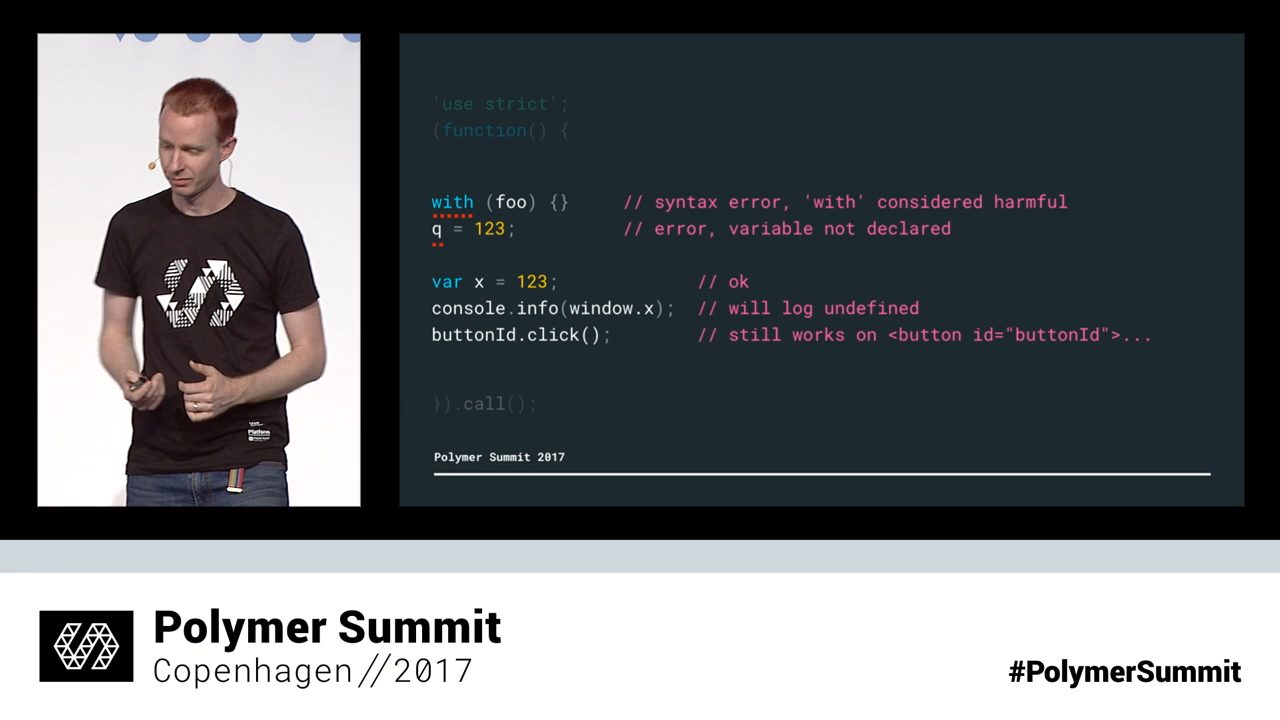 'use strict';
(function() {
with (foo) {} // syntax error, 'with' considered harmful
q = 123; // error, variable not declared
var x = 123; // ok
console.info(window.x); // will log undefined
buttonId.click(); // still works on <button id="buttonId">...
}).call();
Polymer Summit 2017
Platform
Polymer Summit
Copenhagen//2017
#PolymerSummit